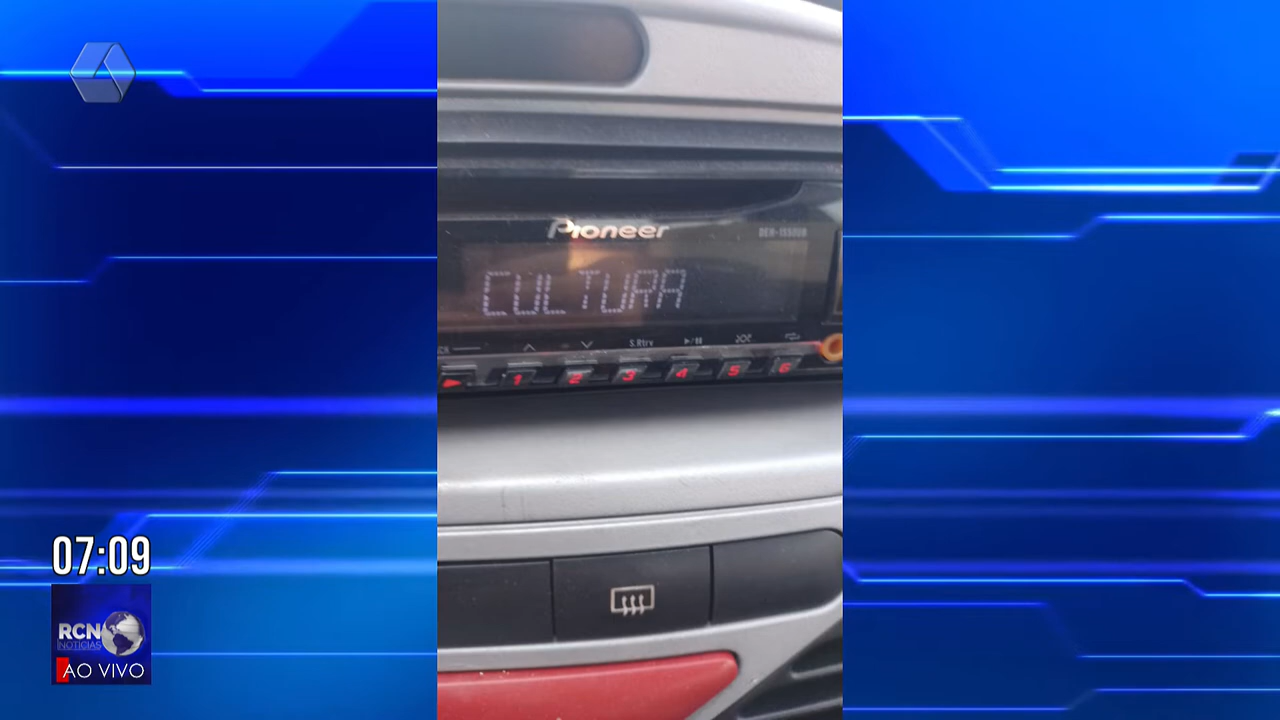 Pioneer
CULTURA
S.Rtrv
1 2 3 4 5 6
07:09
RCN
NOTÍCIAS
AO VIVO